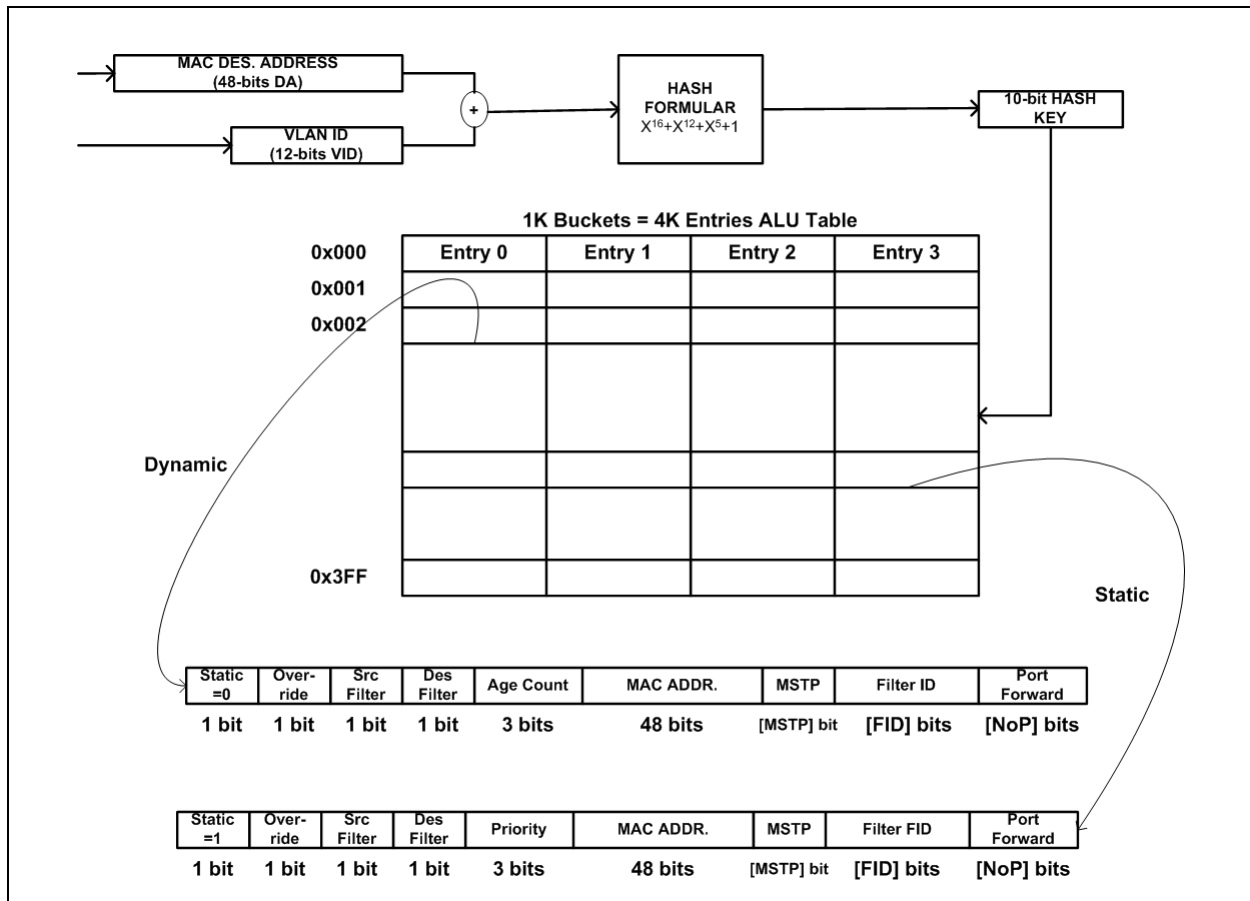 MAC DES. ADDRESS
(48-bits DA)
HASH
FORMULAR
X¹⁶+X¹²+X⁵+1
10-bit HASH
KEY
+
VLAN ID
(12-bits VID)
1K Buckets = 4K Entries ALU Table
0x000 Entry 0 Entry 1 Entry 2 Entry 3
0x001
0x002
Dynamic
0x3FF
Static
Static
=0
Over-
ride
Src
Filter
Des
Filter
Age Count
MAC ADDR.
MSTP
Filter ID
Port
Forward
1 bit 1 bit 1 bit 1 bit 3 bits 48 bits [MSTP] bit [FID] bits [NoP] bits
Static
=1
Over-
ride
Src
Filter
Des
Filter
Priority
MAC ADDR.
MSTP
Filter FID
Port
Forward
1 bit 1 bit 1 bit 1 bit 3 bits 48 bits [MSTP] bit [FID] bits [NoP] bits